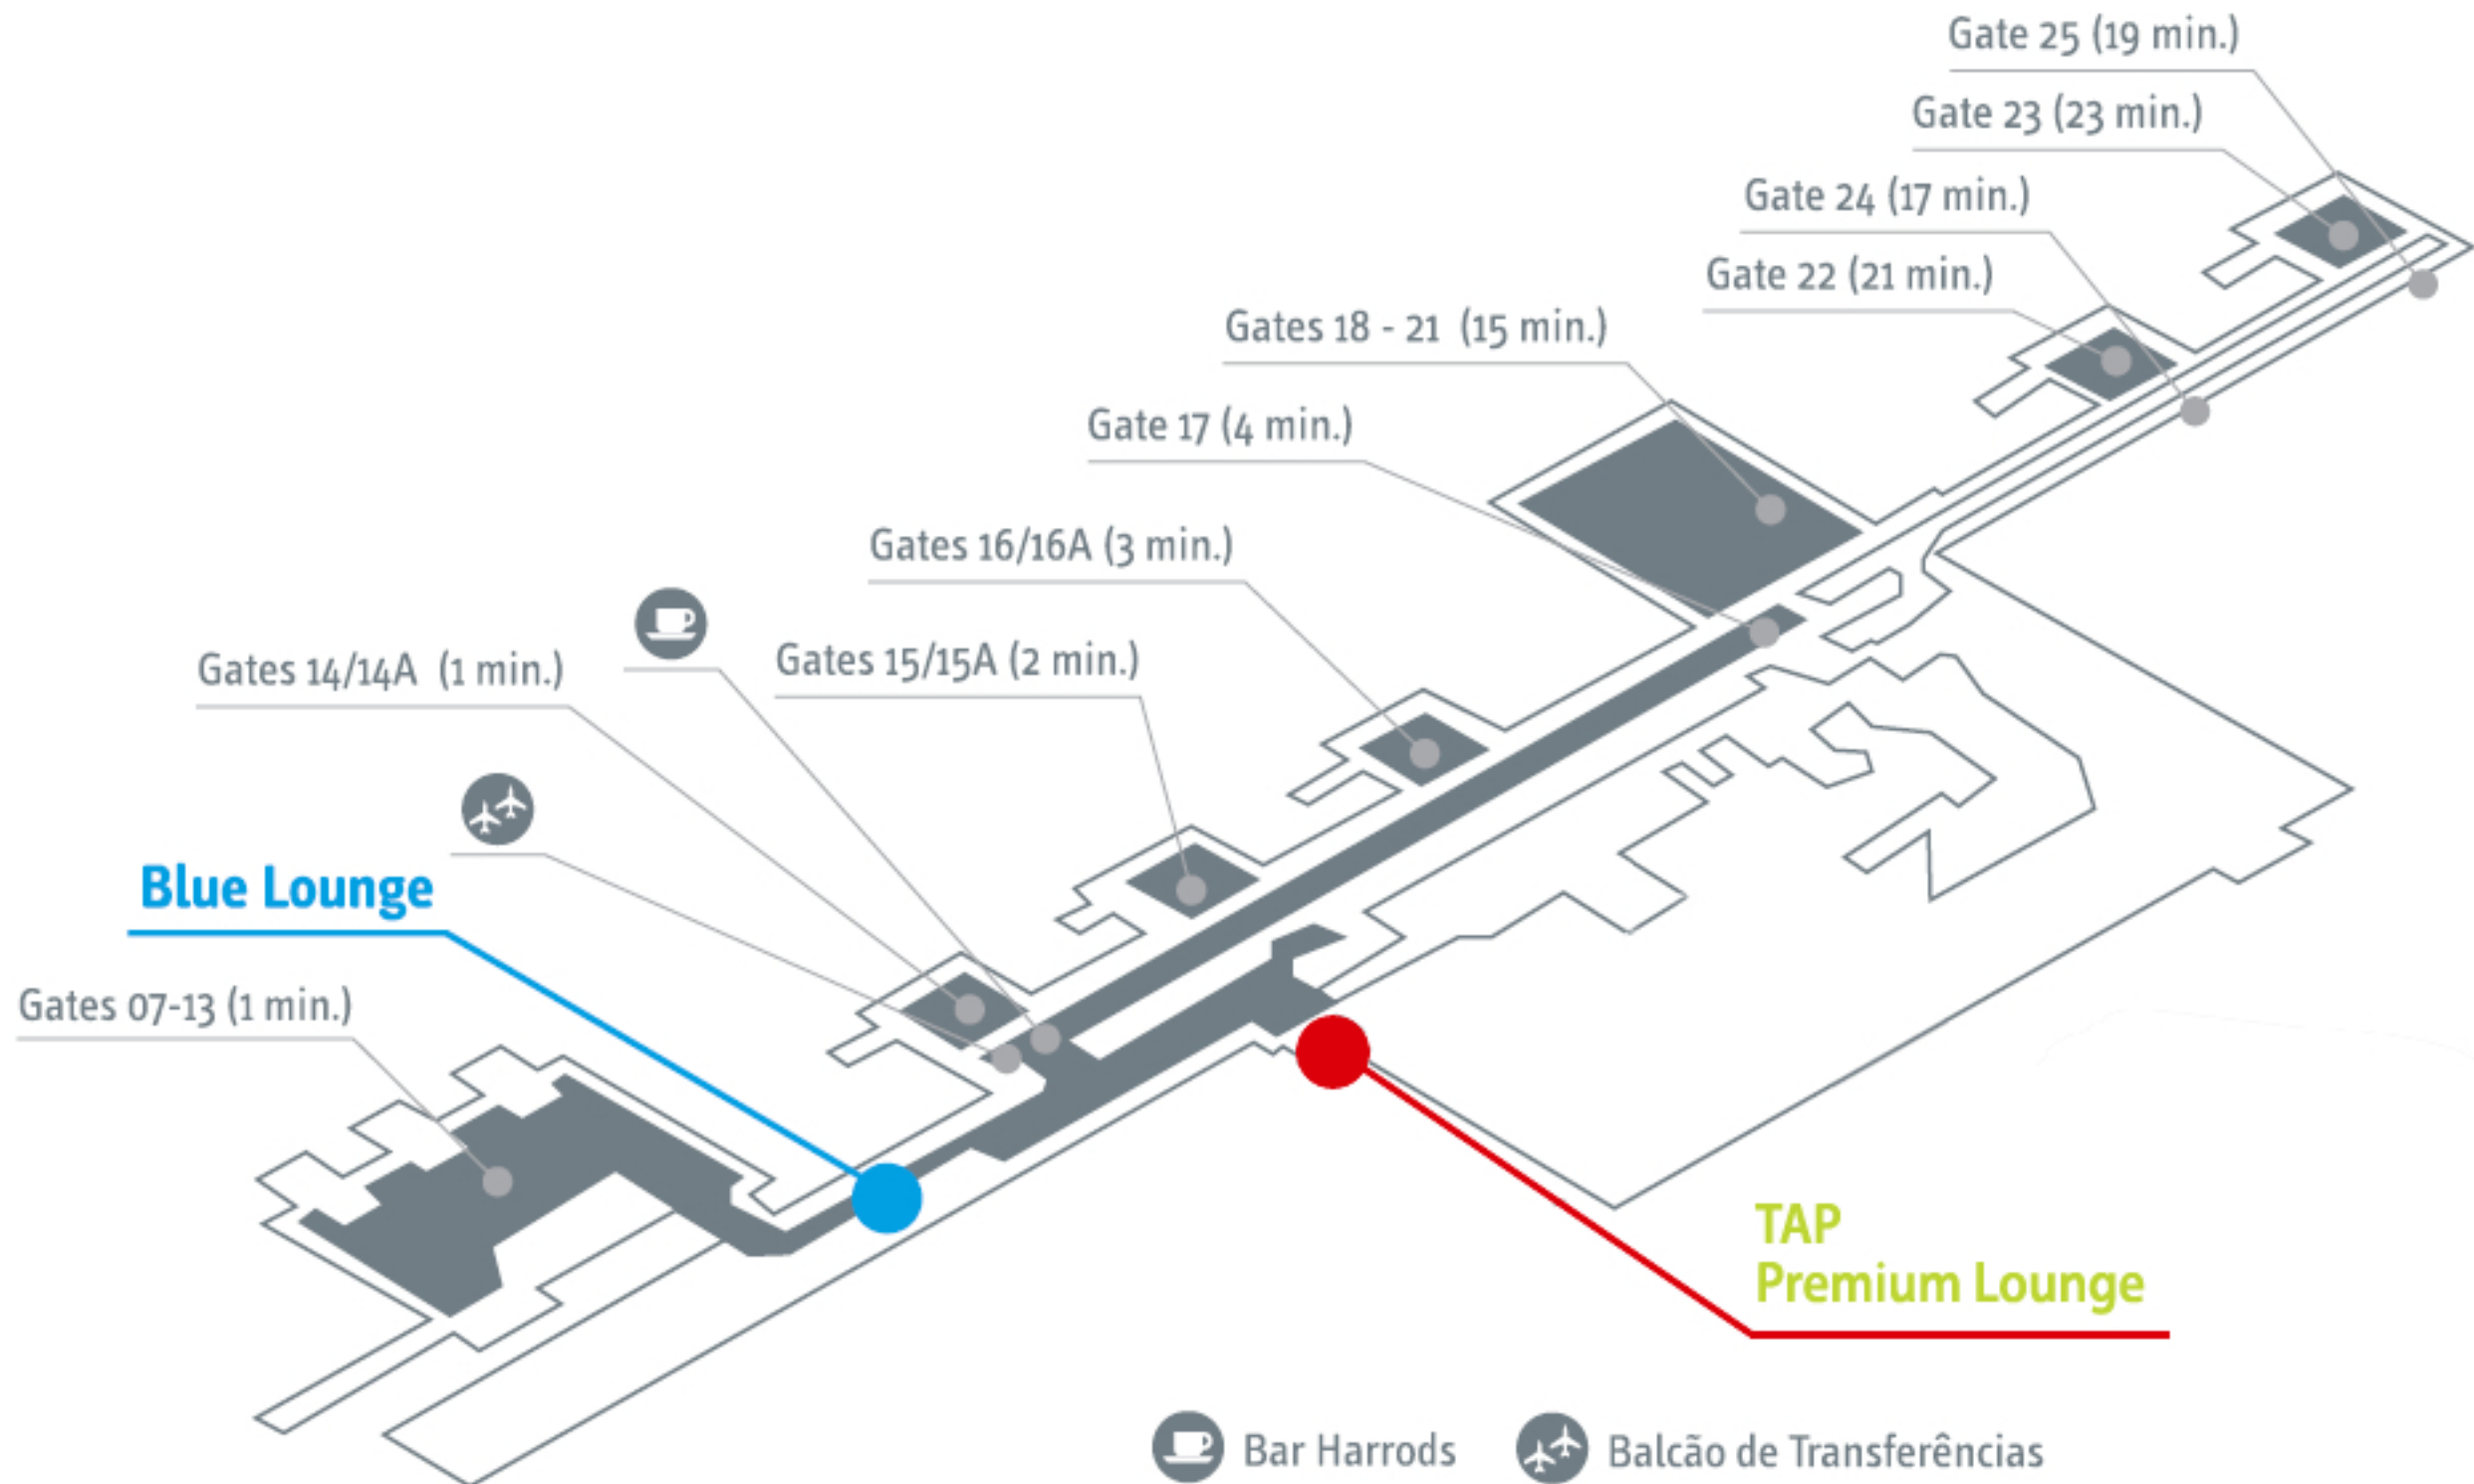 Gate 25 (19 min.)
Gate 23 (23 min.)
Gate 24 (17 min.)
Gate 22 (21 min.)
Gates 18 - 21 (15 min.)
Gate 17 (4 min.)
Gates 16/16A (3 min.)
Gates 15/15A (2 min.)
Gates 14/14A (1 min.)
Blue Lounge
Gates 07-13 (1 min.)
TAP
Premium Lounge
Bar Harrods
Balcão de Transferências